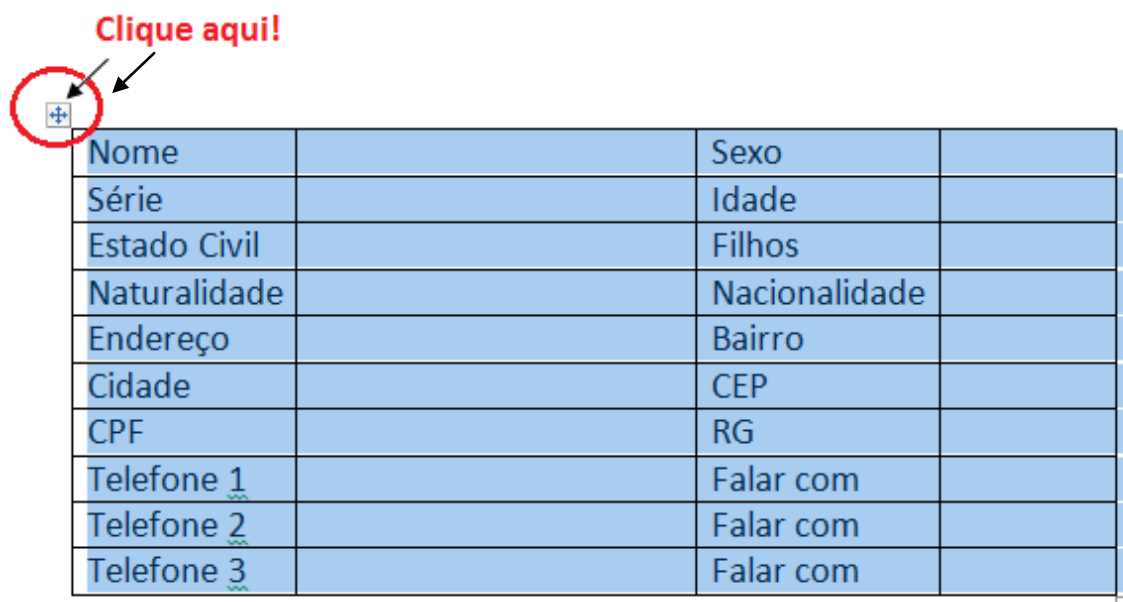 Clique aqui!
Nome Sexo
Série Idade
Estado Civil Filhos
Naturalidade Nacionalidade
Endereço Bairro
Cidade CEP
CPF RG
Telefone 1 Falar com
Telefone 2 Falar com
Telefone 3 Falar com